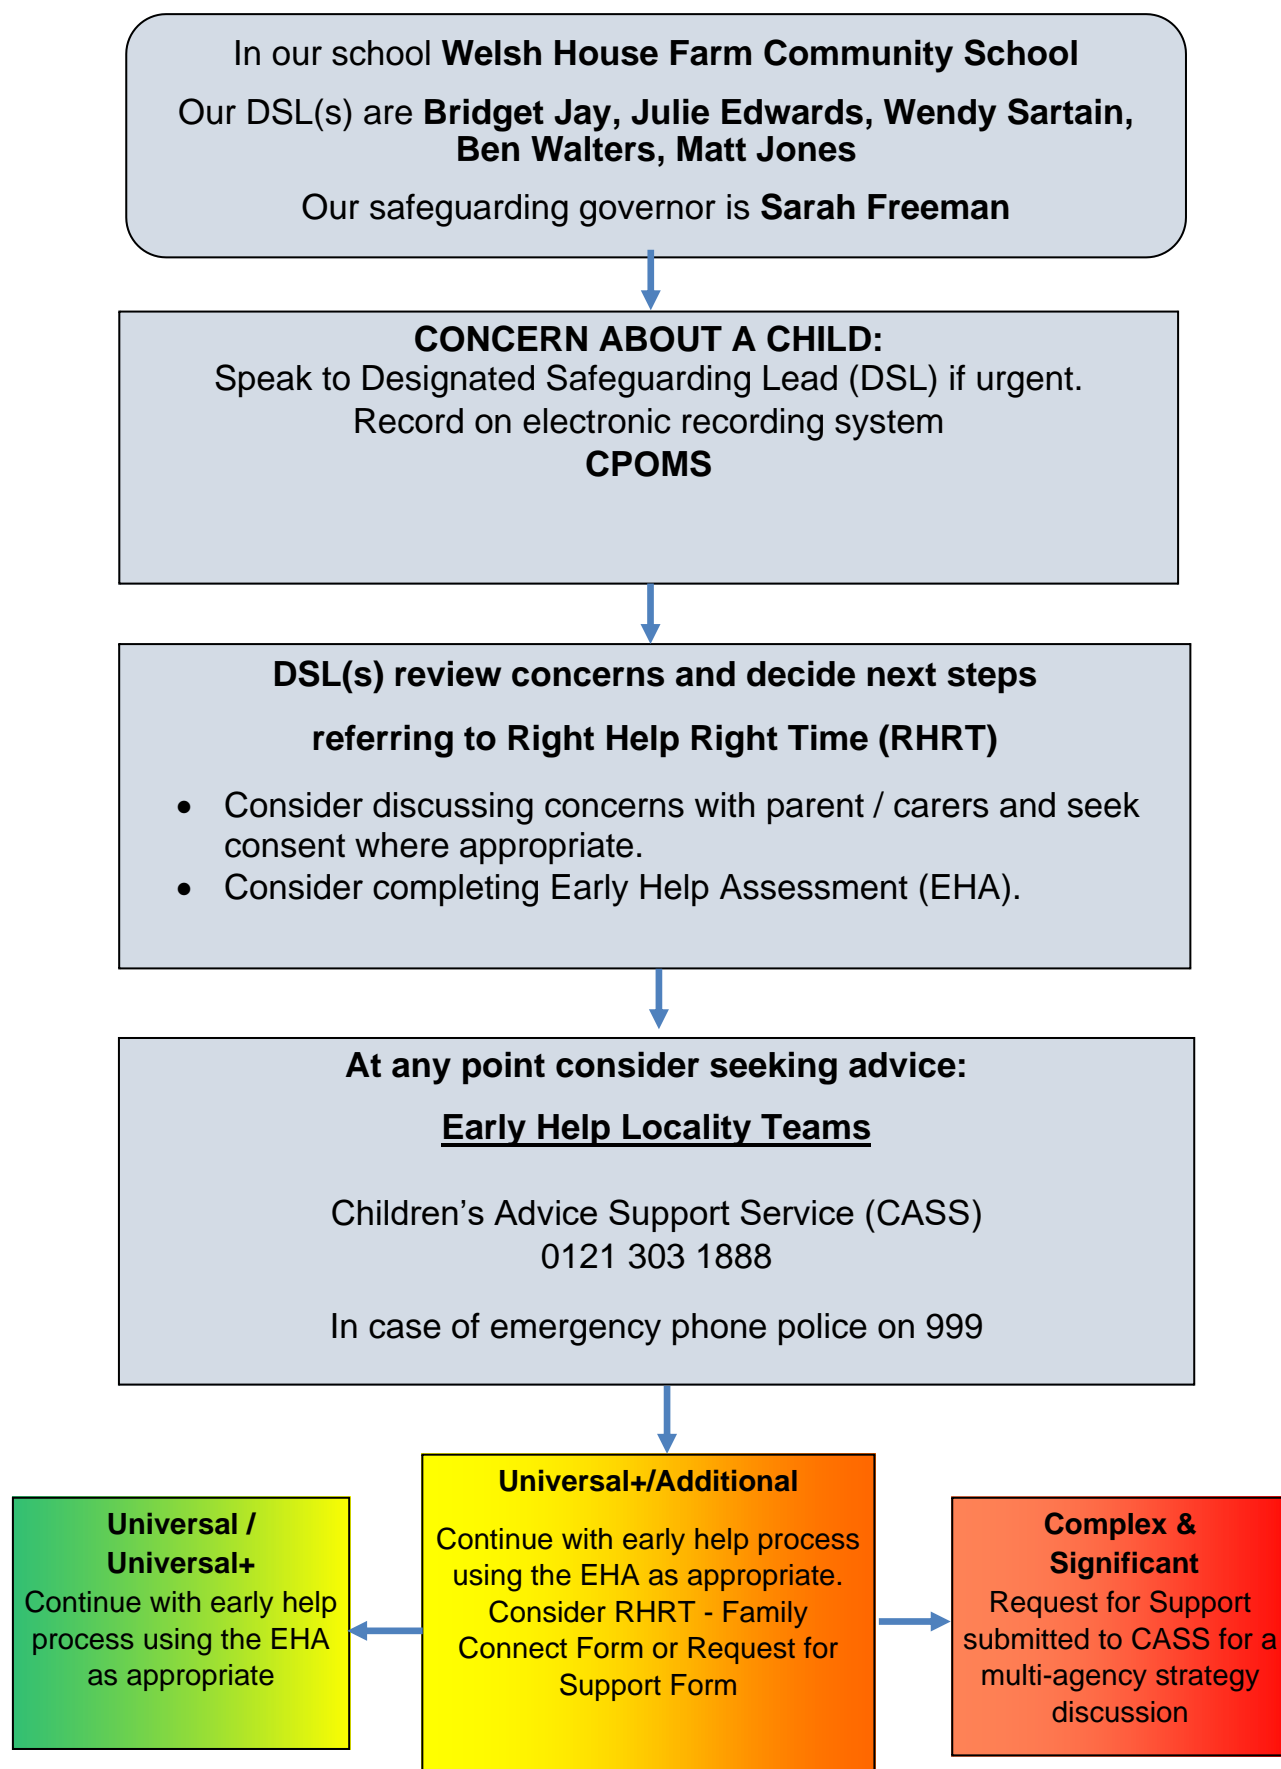 In our school Welsh House Farm Community School
Our DSL(s) are Bridget Jay, Julie Edwards, Wendy Sartain,
Ben Walters, Matt Jones
Our safeguarding governor is Sarah Freeman
CONCERN ABOUT A CHILD:
Speak to Designated Safeguarding Lead (DSL) if urgent.
Record on electronic recording system
CPOMS
DSL(s) review concerns and decide next steps
referring to Right Help Right Time (RHRT)
• Consider discussing concerns with parent / carers and seek
consent where appropriate.
• Consider completing Early Help Assessment (EHA).
At any point consider seeking advice:
Early Help Locality Teams
Children’s Advice Support Service (CASS)
0121 303 1888
In case of emergency phone police on 999
Universal /
Universal+
Continue with early help
process using the EHA
as appropriate
Universal+/Additional
Continue with early help process
using the EHA as appropriate.
Consider RHRT - Family
Connect Form or Request for
Support Form
Complex &
Significant
Request for Support
submitted to CASS for a
multi-agency strategy
discussion